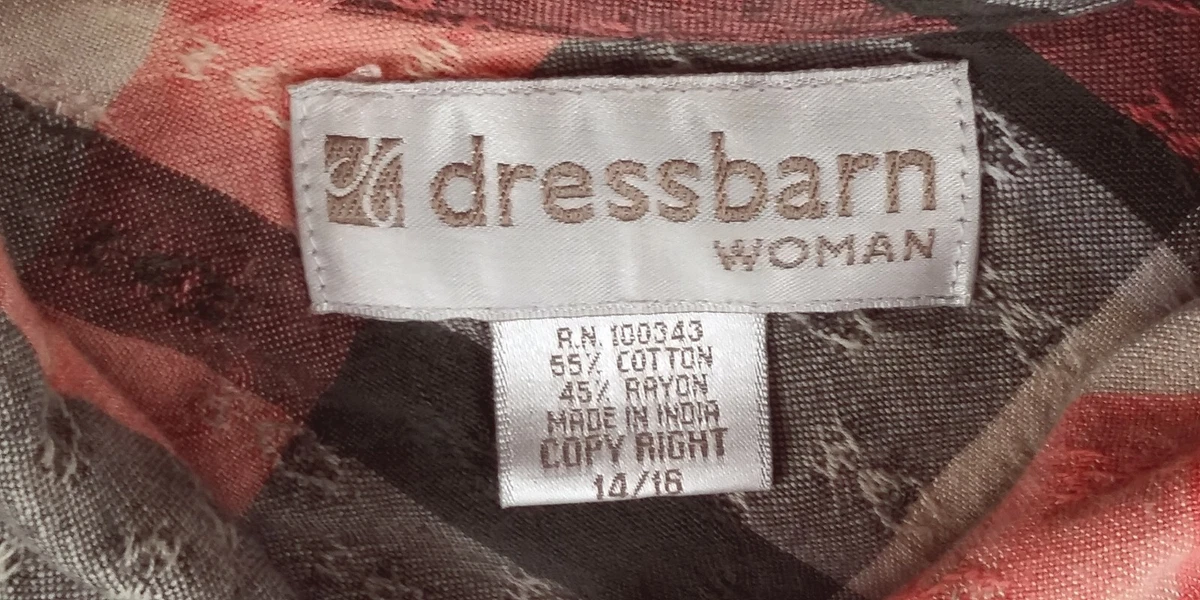 dressbarn
WOMAN
R.N. 100343
55% COTTON
45% RAYON
MADE IN INDIA
COPY RIGHT
14/16